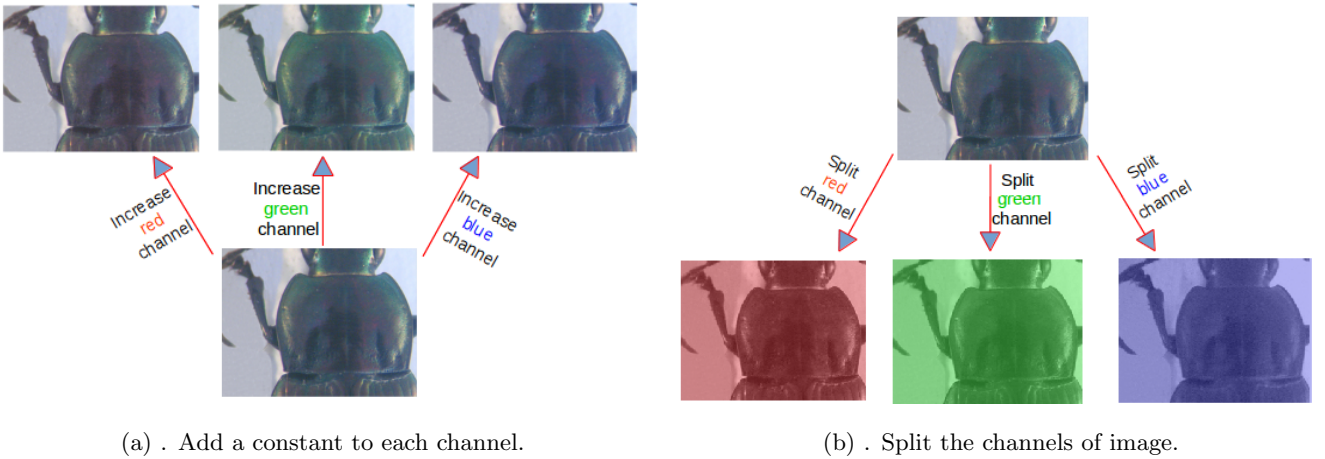 Increase
red
channel
Increase
green
channel
Increase
blue
channel
(a) . Add a constant to each channel.
Split
red
channel
Split
green
channel
Split
blue
channel
(b) . Split the channels of image.